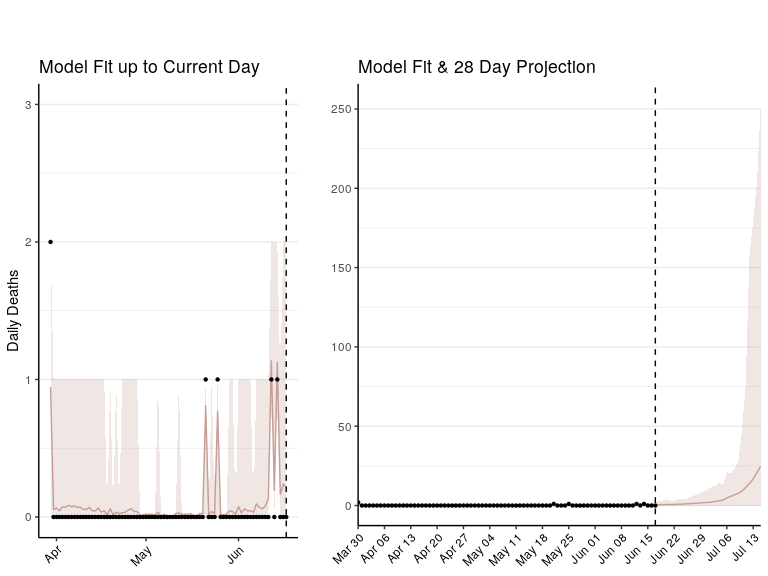 Model Fit up to Current Day
Daily Deaths
3
2
1
0
Apr
May
Jun
Model Fit & 28 Day Projection
250
200
150
100
50
0
Mar 30
Apr 06
Apr 13
Apr 20
Apr 27
May 04
May 11
May 18
May 25
Jun 01
Jun 08
Jun 15
Jun 22
Jun 29
Jul 06
Jul 13